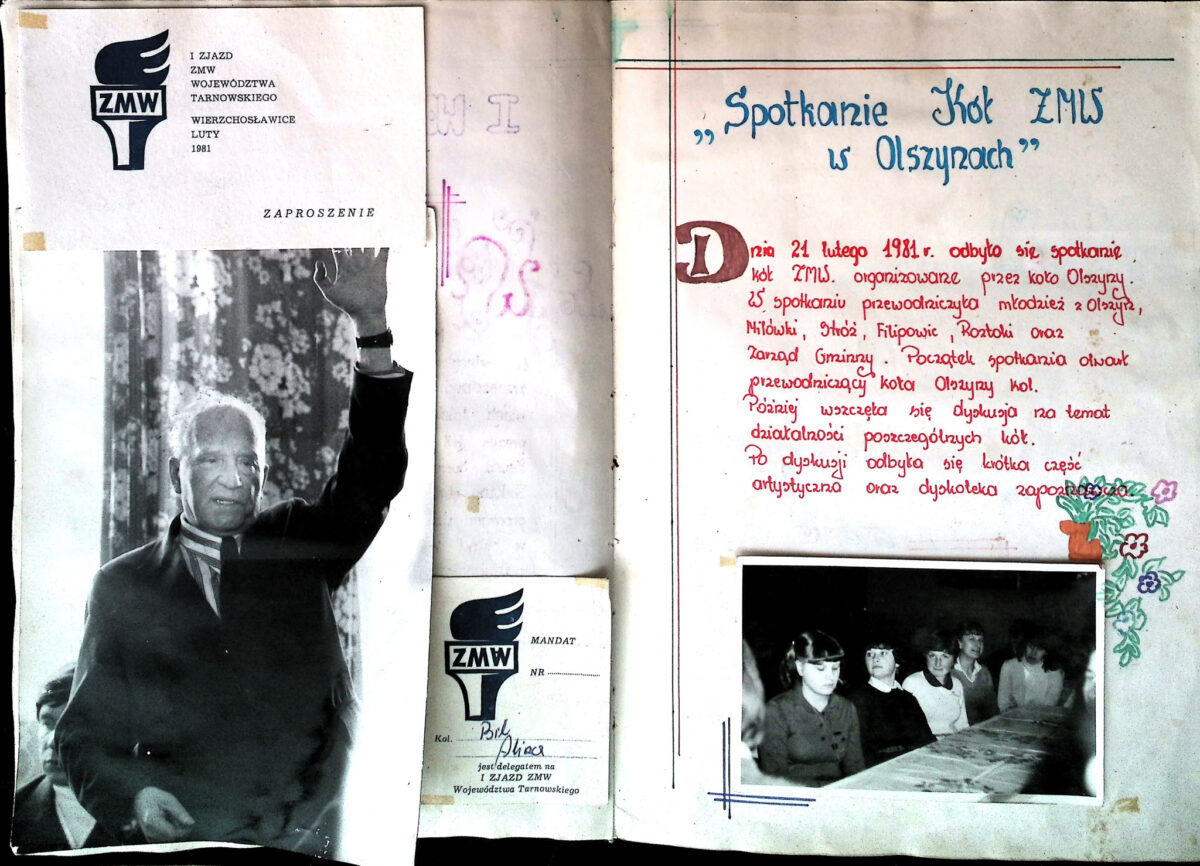 ZMW
I ZJAZD
ZMW
WOJEWÓDZTWA
TARNOWSKIEGO
WIERZCHOSŁAWICE
LUTY
1981
ZAPROSZENIE
ZMW
MANDAT
NR
Kol.
jest delegatem na
I ZJAZD ZMW
Województwa Tarnowskiego
„Spotkanie Kół ZMW
w Olszynach”
Dnia 21 lutego 1981 r. odbyło się spotkanie
kół ZMW. organizowane przez koło Olszyny.
W spotkaniu przewodniczyła młodzież z Olszyn,
Milówki, Stróż, Filipowic, Roztoki oraz
Zarząd Gminny. Początek spotkania otwarł
przewodniczący koła Olszyny kol.
Później wszczęła się dyskusja na temat
działalności poszczególnych kół.
Po dyskusji odbyła się krótka część
artystyczna oraz dyskoteka zapoznawcza.